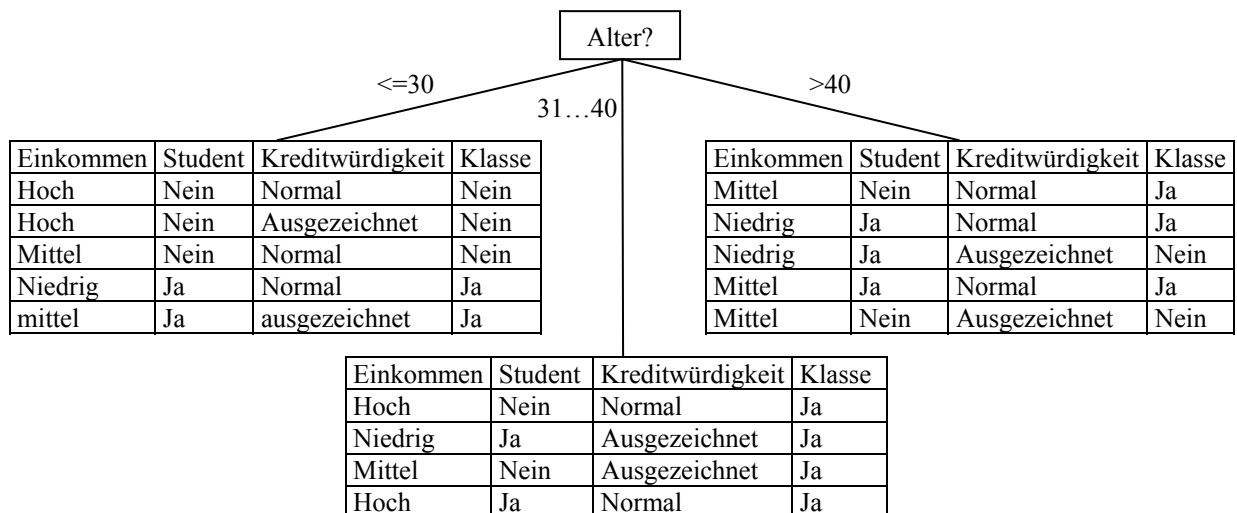 Alter?
<=30
31…40
>40
Einkommen Student Kreditwürdigkeit Klasse
Hoch Nein Normal Nein
Hoch Nein Ausgezeichnet Nein
Mittel Nein Normal Nein
Niedrig Ja Normal Ja
mittel Ja ausgezeichnet Ja
Einkommen Student Kreditwürdigkeit Klasse
Mittel Nein Normal Ja
Niedrig Ja Normal Ja
Niedrig Ja Ausgezeichnet Nein
Mittel Ja Normal Ja
Mittel Nein Ausgezeichnet Nein
Einkommen Student Kreditwürdigkeit Klasse
Hoch Nein Normal Ja
Niedrig Ja Ausgezeichnet Ja
Mittel Nein Ausgezeichnet Ja
Hoch Ja Normal Ja